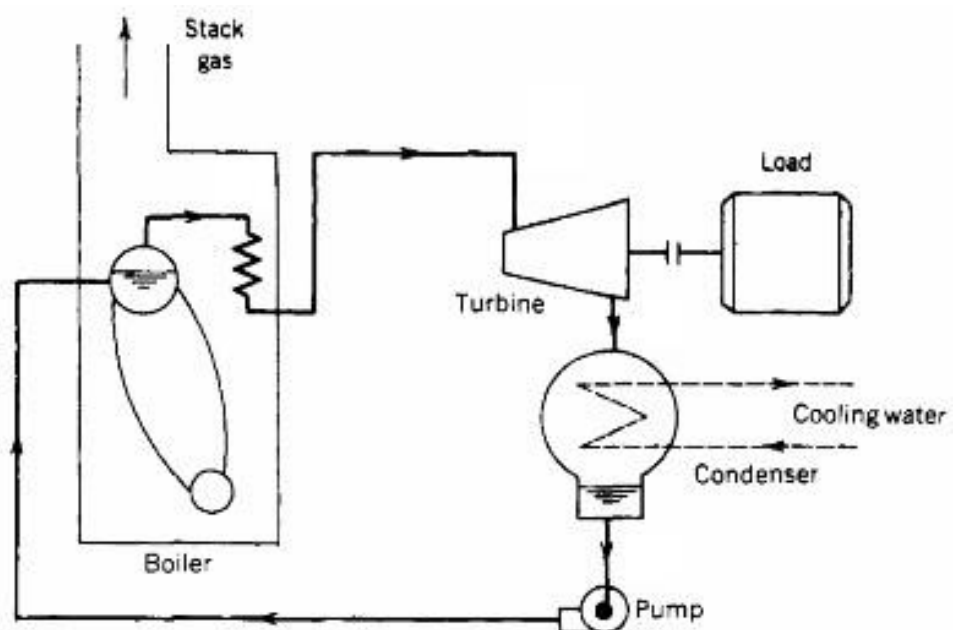 Stack
gas
Load
Turbine
Cooling water
Condenser
Boiler
Pump